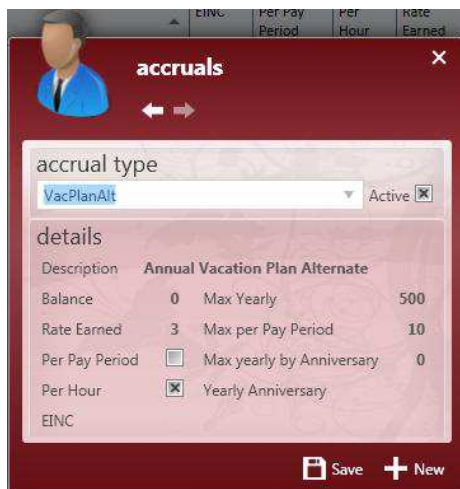 EINC Per Pay Per Rate
Period Hour Earned
accruals
accrual type
VacPlanAlt Active
details
Description Annual Vacation Plan Alternate
Balance 0 Max Yearly 500
Rate Earned 3 Max per Pay Period 10
Per Pay Period Max yearly by Anniversary 0
Per Hour Yearly Anniversary
EINC
Save New